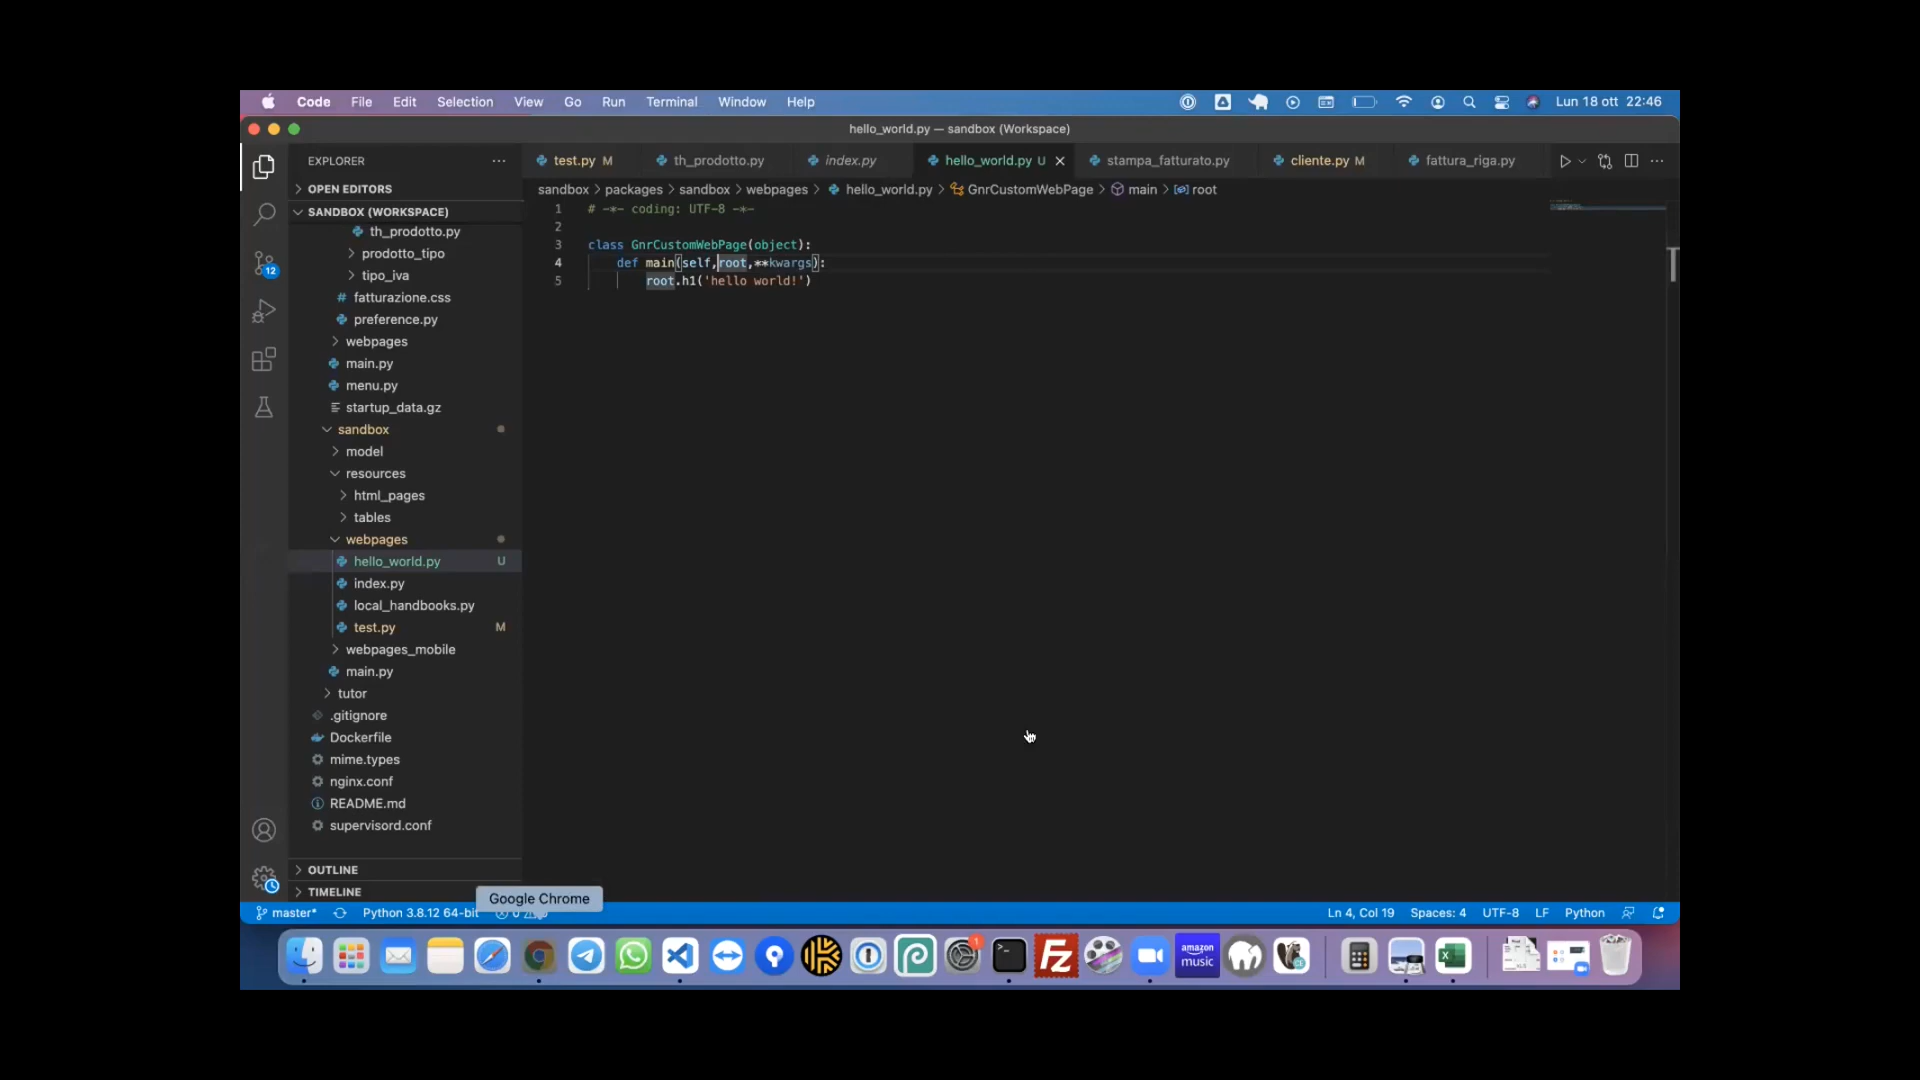 Code File Edit Selection View Go Run Terminal Window Help Lun 18 ott 22:46
hello_world.py — sandbox (Workspace)
EXPLORER
test.py M th_prodotto.py index.py hello_world.py U stampa_fatturato.py cliente.py M fattura_riga.py
OPEN EDITORS
sandbox > packages > sandbox > webpages > hello_world.py > GnrCustomWebPage > main > root
SANDBOX (WORKSPACE)
1 # -*- coding: UTF-8 -*-
2
3 class GnrCustomWebPage(object):
4 def main(self,root,**kwargs):
5 root.h1('hello world!')
th_prodotto.py
prodotto_tipo
tipo_iva
fatturazione.css
preference.py
webpages
main.py
menu.py
startup_data.gz
sandbox
model
resources
html_pages
tables
webpages
hello_world.py U
index.py
local_handbooks.py
test.py M
webpages_mobile
main.py
tutor
.gitignore
Dockerfile
mime.types
nginx.conf
README.md
supervisord.conf
12
OUTLINE
TIMELINE
Google Chrome
master* Python 3.8.12 64-bit Ln 4, Col 19 Spaces: 4 UTF-8 LF Python
1
amazon
music